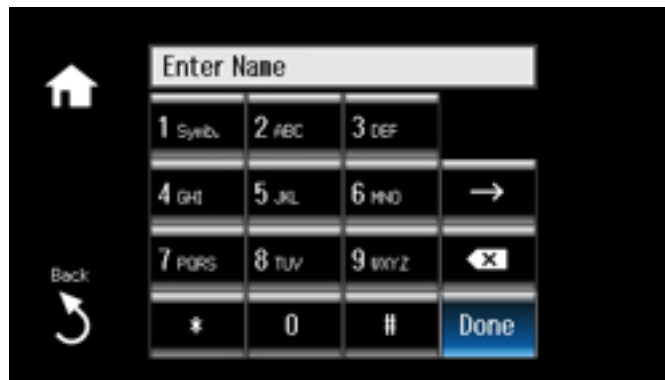 Enter Name
1 Symb. 2 ABC 3 DEF
4 GHI 5 JKL 6 MNO →
7 PQRS 8 TUV 9 WXYZ
Back
* 0 # Done